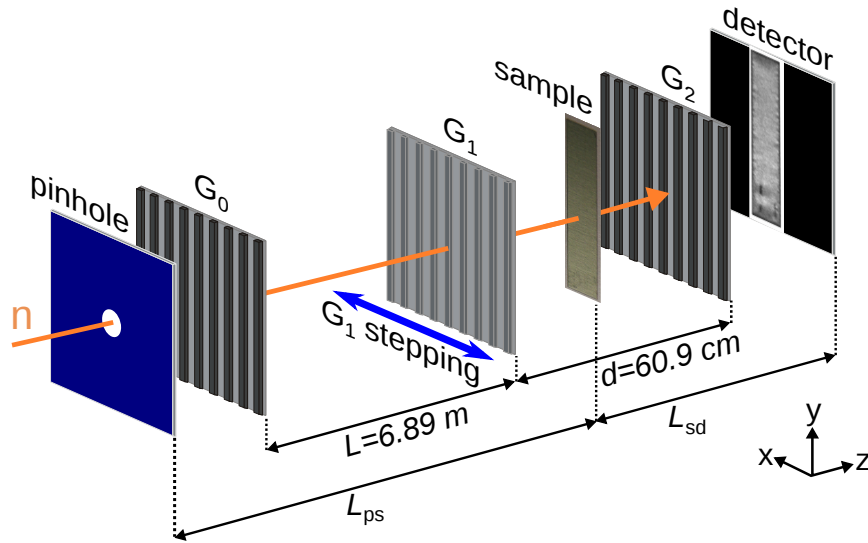 detector
G₂
sample
G₁
G₀
pinhole
n
G₁ stepping
d=60.9 cm
L=6.89 m
Lsd
Lps
y
x
z